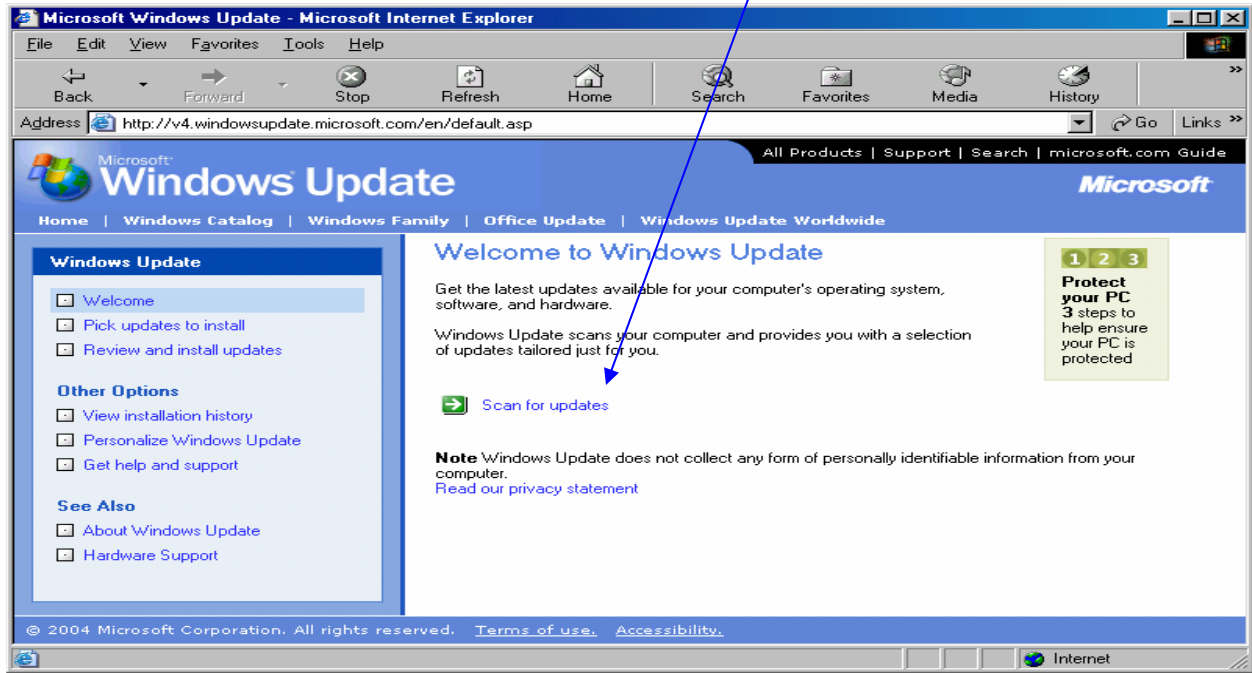 Microsoft Windows Update - Microsoft Internet Explorer
File Edit View Favorites Tools Help
Back Forward Stop Refresh Home Search Favorites Media History »
Address http://v4.windowsupdate.microsoft.com/en/default.asp Go Links »
All Products | Support | Search | microsoft.com Guide
Microsoft
Windows Update
Microsoft
Home | Windows Catalog | Windows Family | Office Update | Windows Update Worldwide
Windows Update
Welcome
Pick updates to install
Review and install updates
Other Options
View installation history
Personalize Windows Update
Get help and support
See Also
About Windows Update
Hardware Support
Welcome to Windows Update
Get the latest updates available for your computer's operating system,
software, and hardware.
Windows Update scans your computer and provides you with a selection
of updates tailored just for you.
Scan for updates
Note Windows Update does not collect any form of personally identifiable information from your
computer.
Read our privacy statement
1 2 3
Protect
your PC
3 steps to
help ensure
your PC is
protected
© 2004 Microsoft Corporation. All rights reserved. Terms of use. Accessibility.
Internet